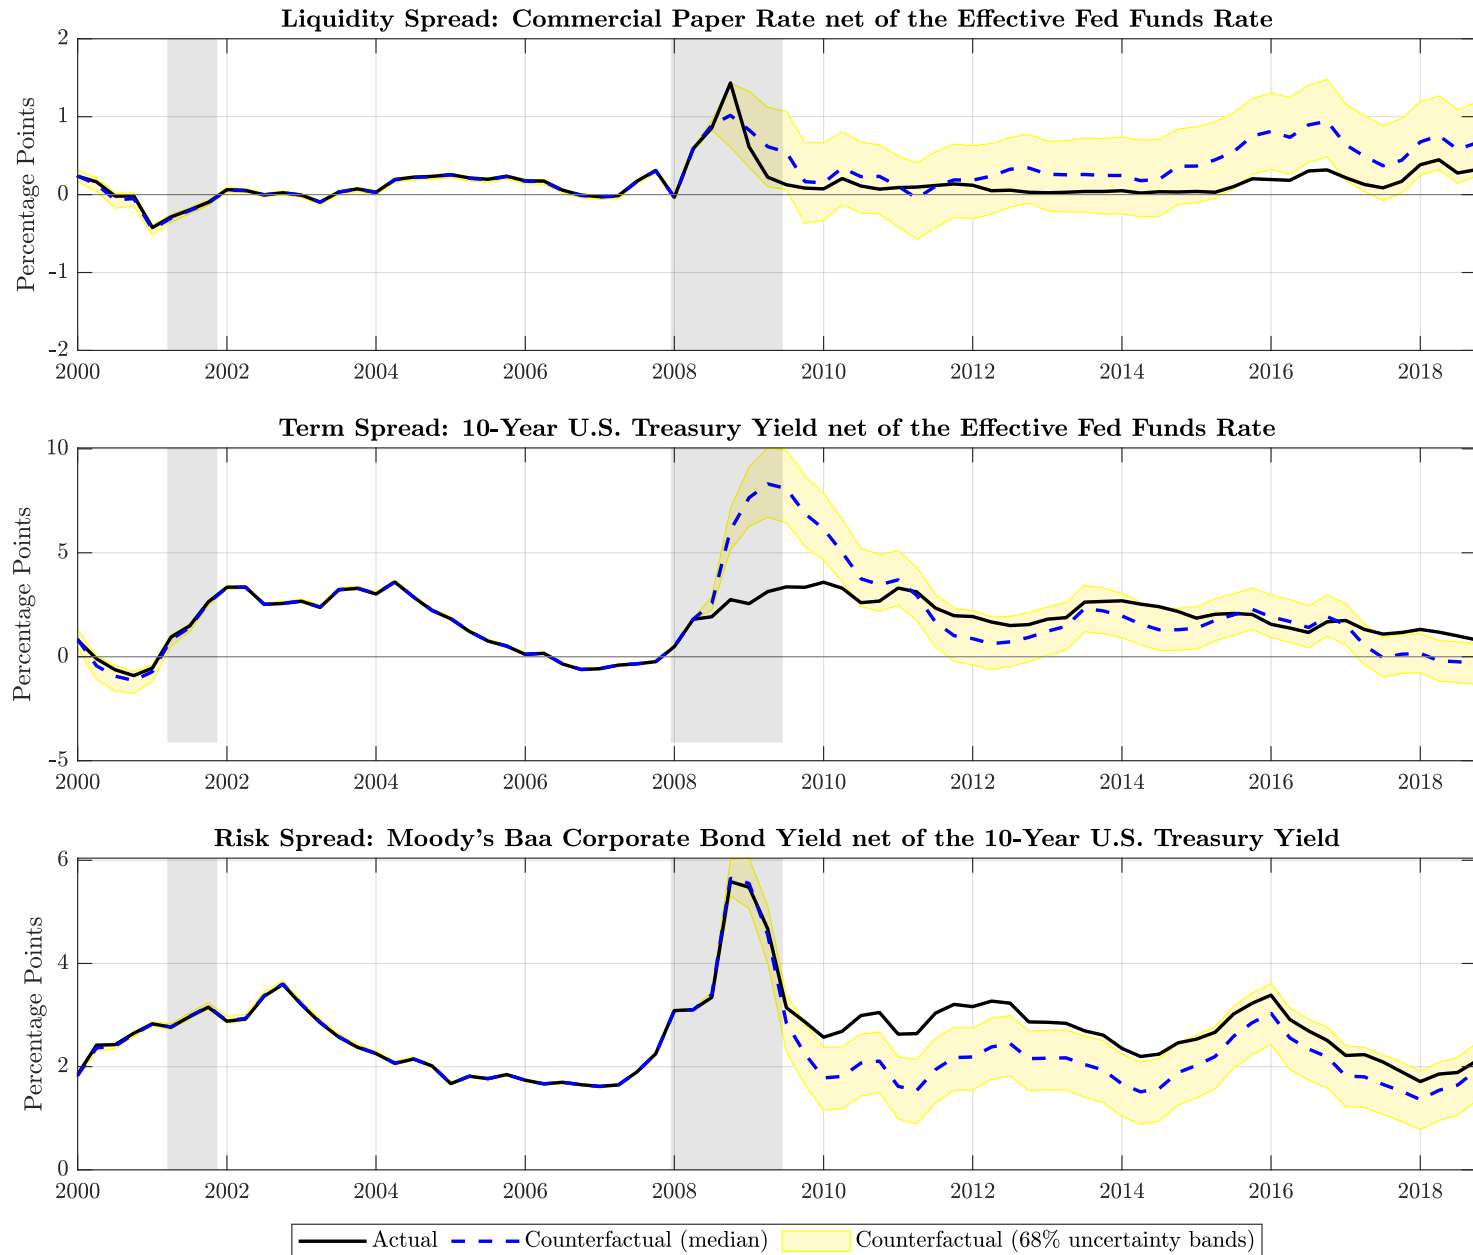 Liquidity Spread: Commercial Paper Rate net of the Effective Fed Funds Rate
Percentage Points
2
1
0
-1
-2
2000 2002 2004 2006 2008 2010 2012 2014 2016 2018
Term Spread: 10-Year U.S. Treasury Yield net of the Effective Fed Funds Rate
Percentage Points
10
5
0
-5
2000 2002 2004 2006 2008 2010 2012 2014 2016 2018
Risk Spread: Moody's Baa Corporate Bond Yield net of the 10-Year U.S. Treasury Yield
Percentage Points
6
4
2
0
2000 2002 2004 2006 2008 2010 2012 2014 2016 2018
Actual Counterfactual (median) Counterfactual (68% uncertainty bands)